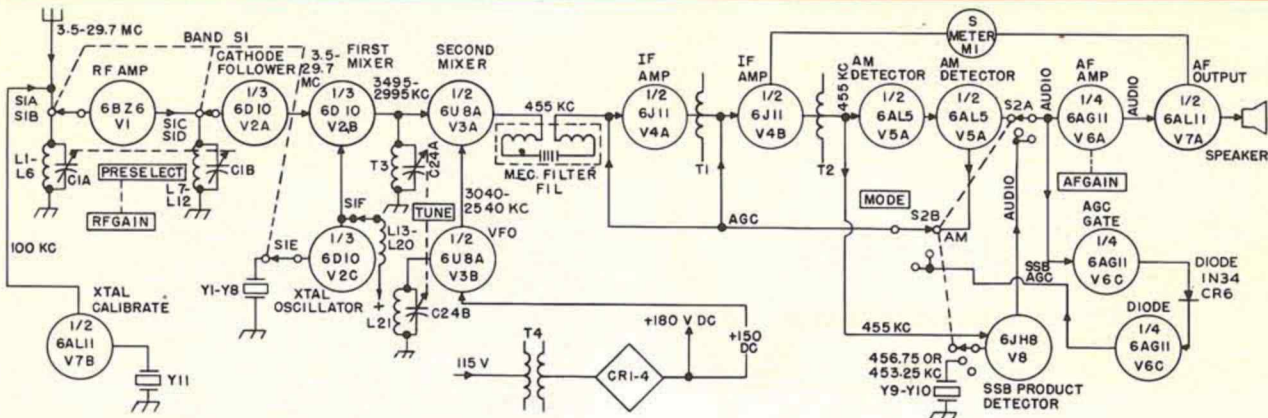 3.5-29.7 MC
BAND S1
RF AMP
6BZ6
V1
S1A
S1B
S1C
S1D
CATHODE
FOLLOWER
1/3
6D10
V2A
3.5-
29.7
MC
FIRST
MIXER
1/3
6D10
V2B
3495-
2995KC
SECOND
MIXER
1/2
6U8A
V3A
455 KC
MEC. FILTER
FIL
IF
AMP
1/2
6J11
V4A
T1
IF
AMP
1/2
6J11
V4B
T2
S
METER
M1
455KC
AM
DETECTOR
1/2
6AL5
V5A
AM
DETECTOR
1/2
6AL5
V5A
S2A
AUDIO
AF
AMP
1/4
6AG11
V6A
AUDIO
AF
OUTPUT
1/2
6AL11
V7A
SPEAKER
L1-
L6
C1A
PRESELECT
RFGAIN
L7-
L12
C1B
T3
C24A
3040-
2540 KC
AFGAIN
MODE
AGC
S2B
AM
AUDIO
AGC
GATE
1/4
6AG11
V6C
DIODE
1N34
CR6
SSB
AGC
100 KC
S1E
Y1-Y8
S1F
1/3
6D10
V2C
XTAL
OSCILLATOR
L13-
L20
+
TUNE
L21
C24B
VFO
1/2
6U8A
V3B
XTAL
CALIBRATE
1/2
6AL11
V7B
Y11
115 V
T4
CR1-4
+180 V DC
+150
DC
455KC
456.75 OR
453.25 KC
Y9-Y10
6JH8
V8
SSB PRODUCT
DETECTOR
DIODE
1/4
6AG11
V6C